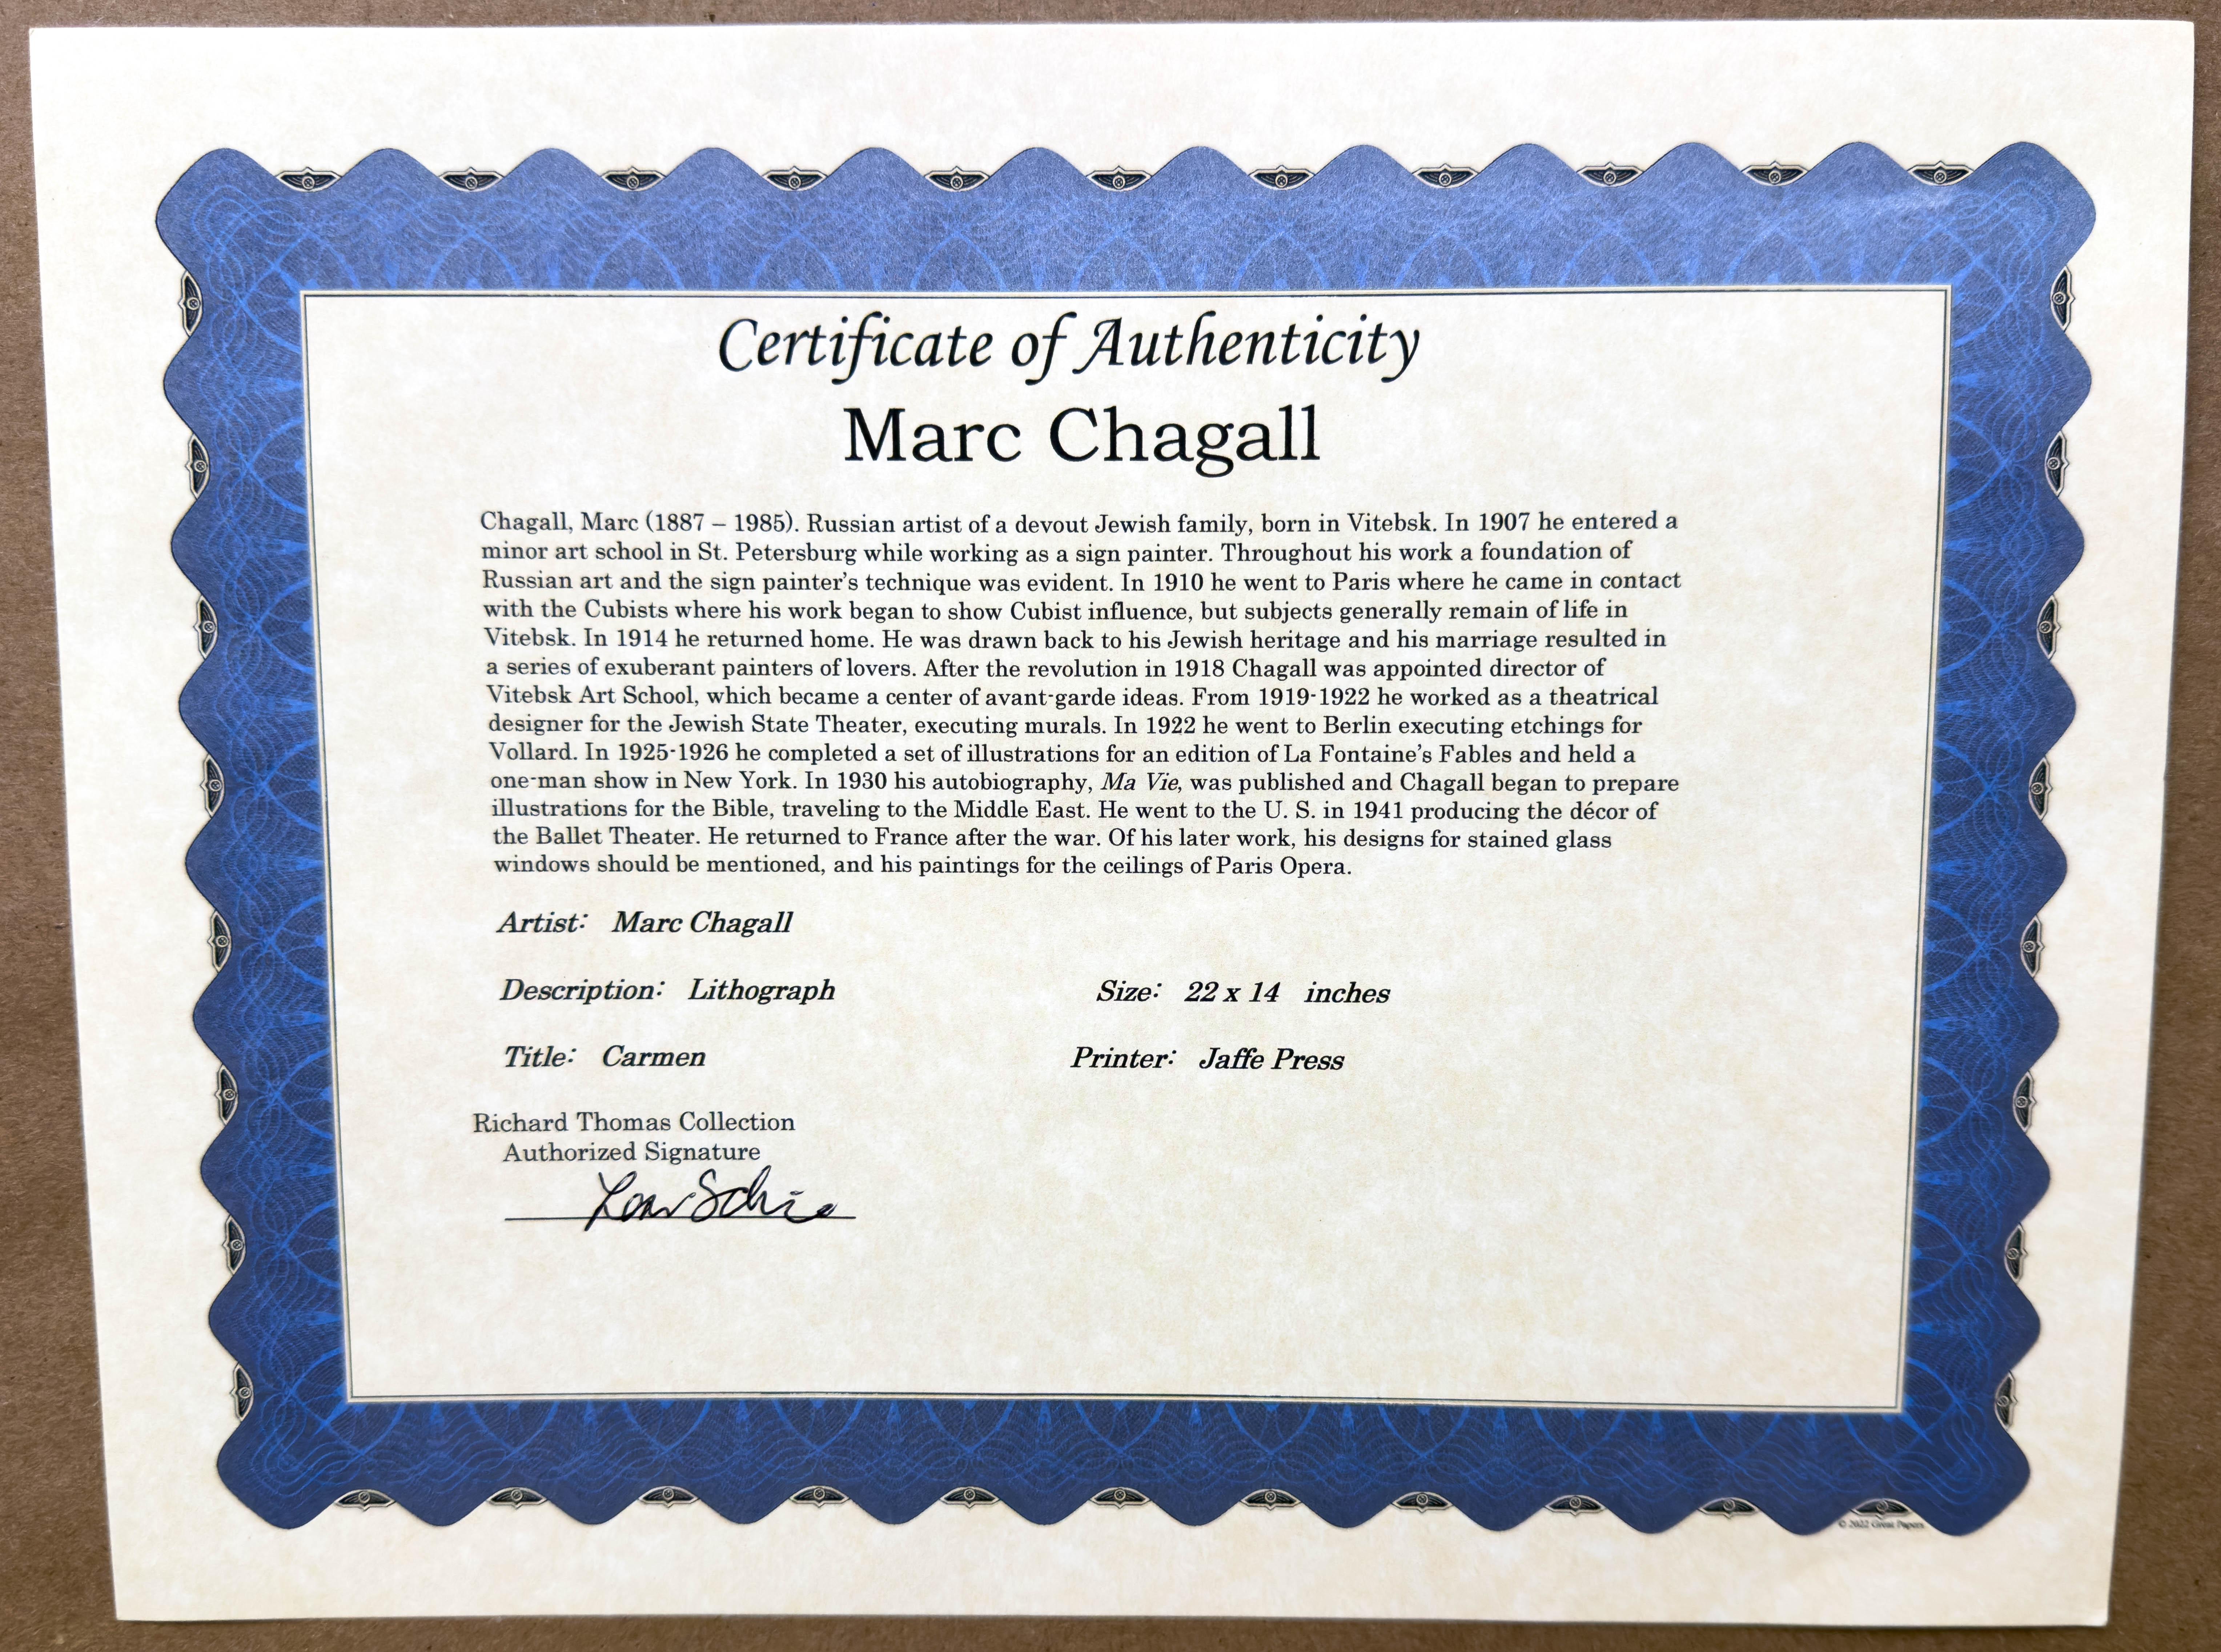 Certificate of Authenticity
Marc Chagall
Chagall, Marc (1887 – 1985). Russian artist of a devout Jewish family, born in Vitebsk. In 1907 he entered a
minor art school in St. Petersburg while working as a sign painter. Throughout his work a foundation of
Russian art and the sign painter's technique was evident. In 1910 he went to Paris where he came in contact
with the Cubists where his work began to show Cubist influence, but subjects generally remain of life in
Vitebsk. In 1914 he returned home. He was drawn back to his Jewish heritage and his marriage resulted in
a series of exuberant painters of lovers. After the revolution in 1918 Chagall was appointed director of
Vitebsk Art School, which became a center of avant-garde ideas. From 1919-1922 he worked as a theatrical
designer for the Jewish State Theater, executing murals. In 1922 he went to Berlin executing etchings for
Vollard. In 1925-1926 he completed a set of illustrations for an edition of La Fontaine's Fables and held a
one-man show in New York. In 1930 his autobiography, Ma Vie, was published and Chagall began to prepare
illustrations for the Bible, traveling to the Middle East. He went to the U. S. in 1941 producing the décor of
the Ballet Theater. He returned to France after the war. Of his later work, his designs for stained glass
windows should be mentioned, and his paintings for the ceilings of Paris Opera.
Artist: Marc Chagall
Description: Lithograph Size: 22 x 14 inches
Title: Carmen Printer: Jaffe Press
Richard Thomas Collection
Authorized Signature
© 2022 Great Papers